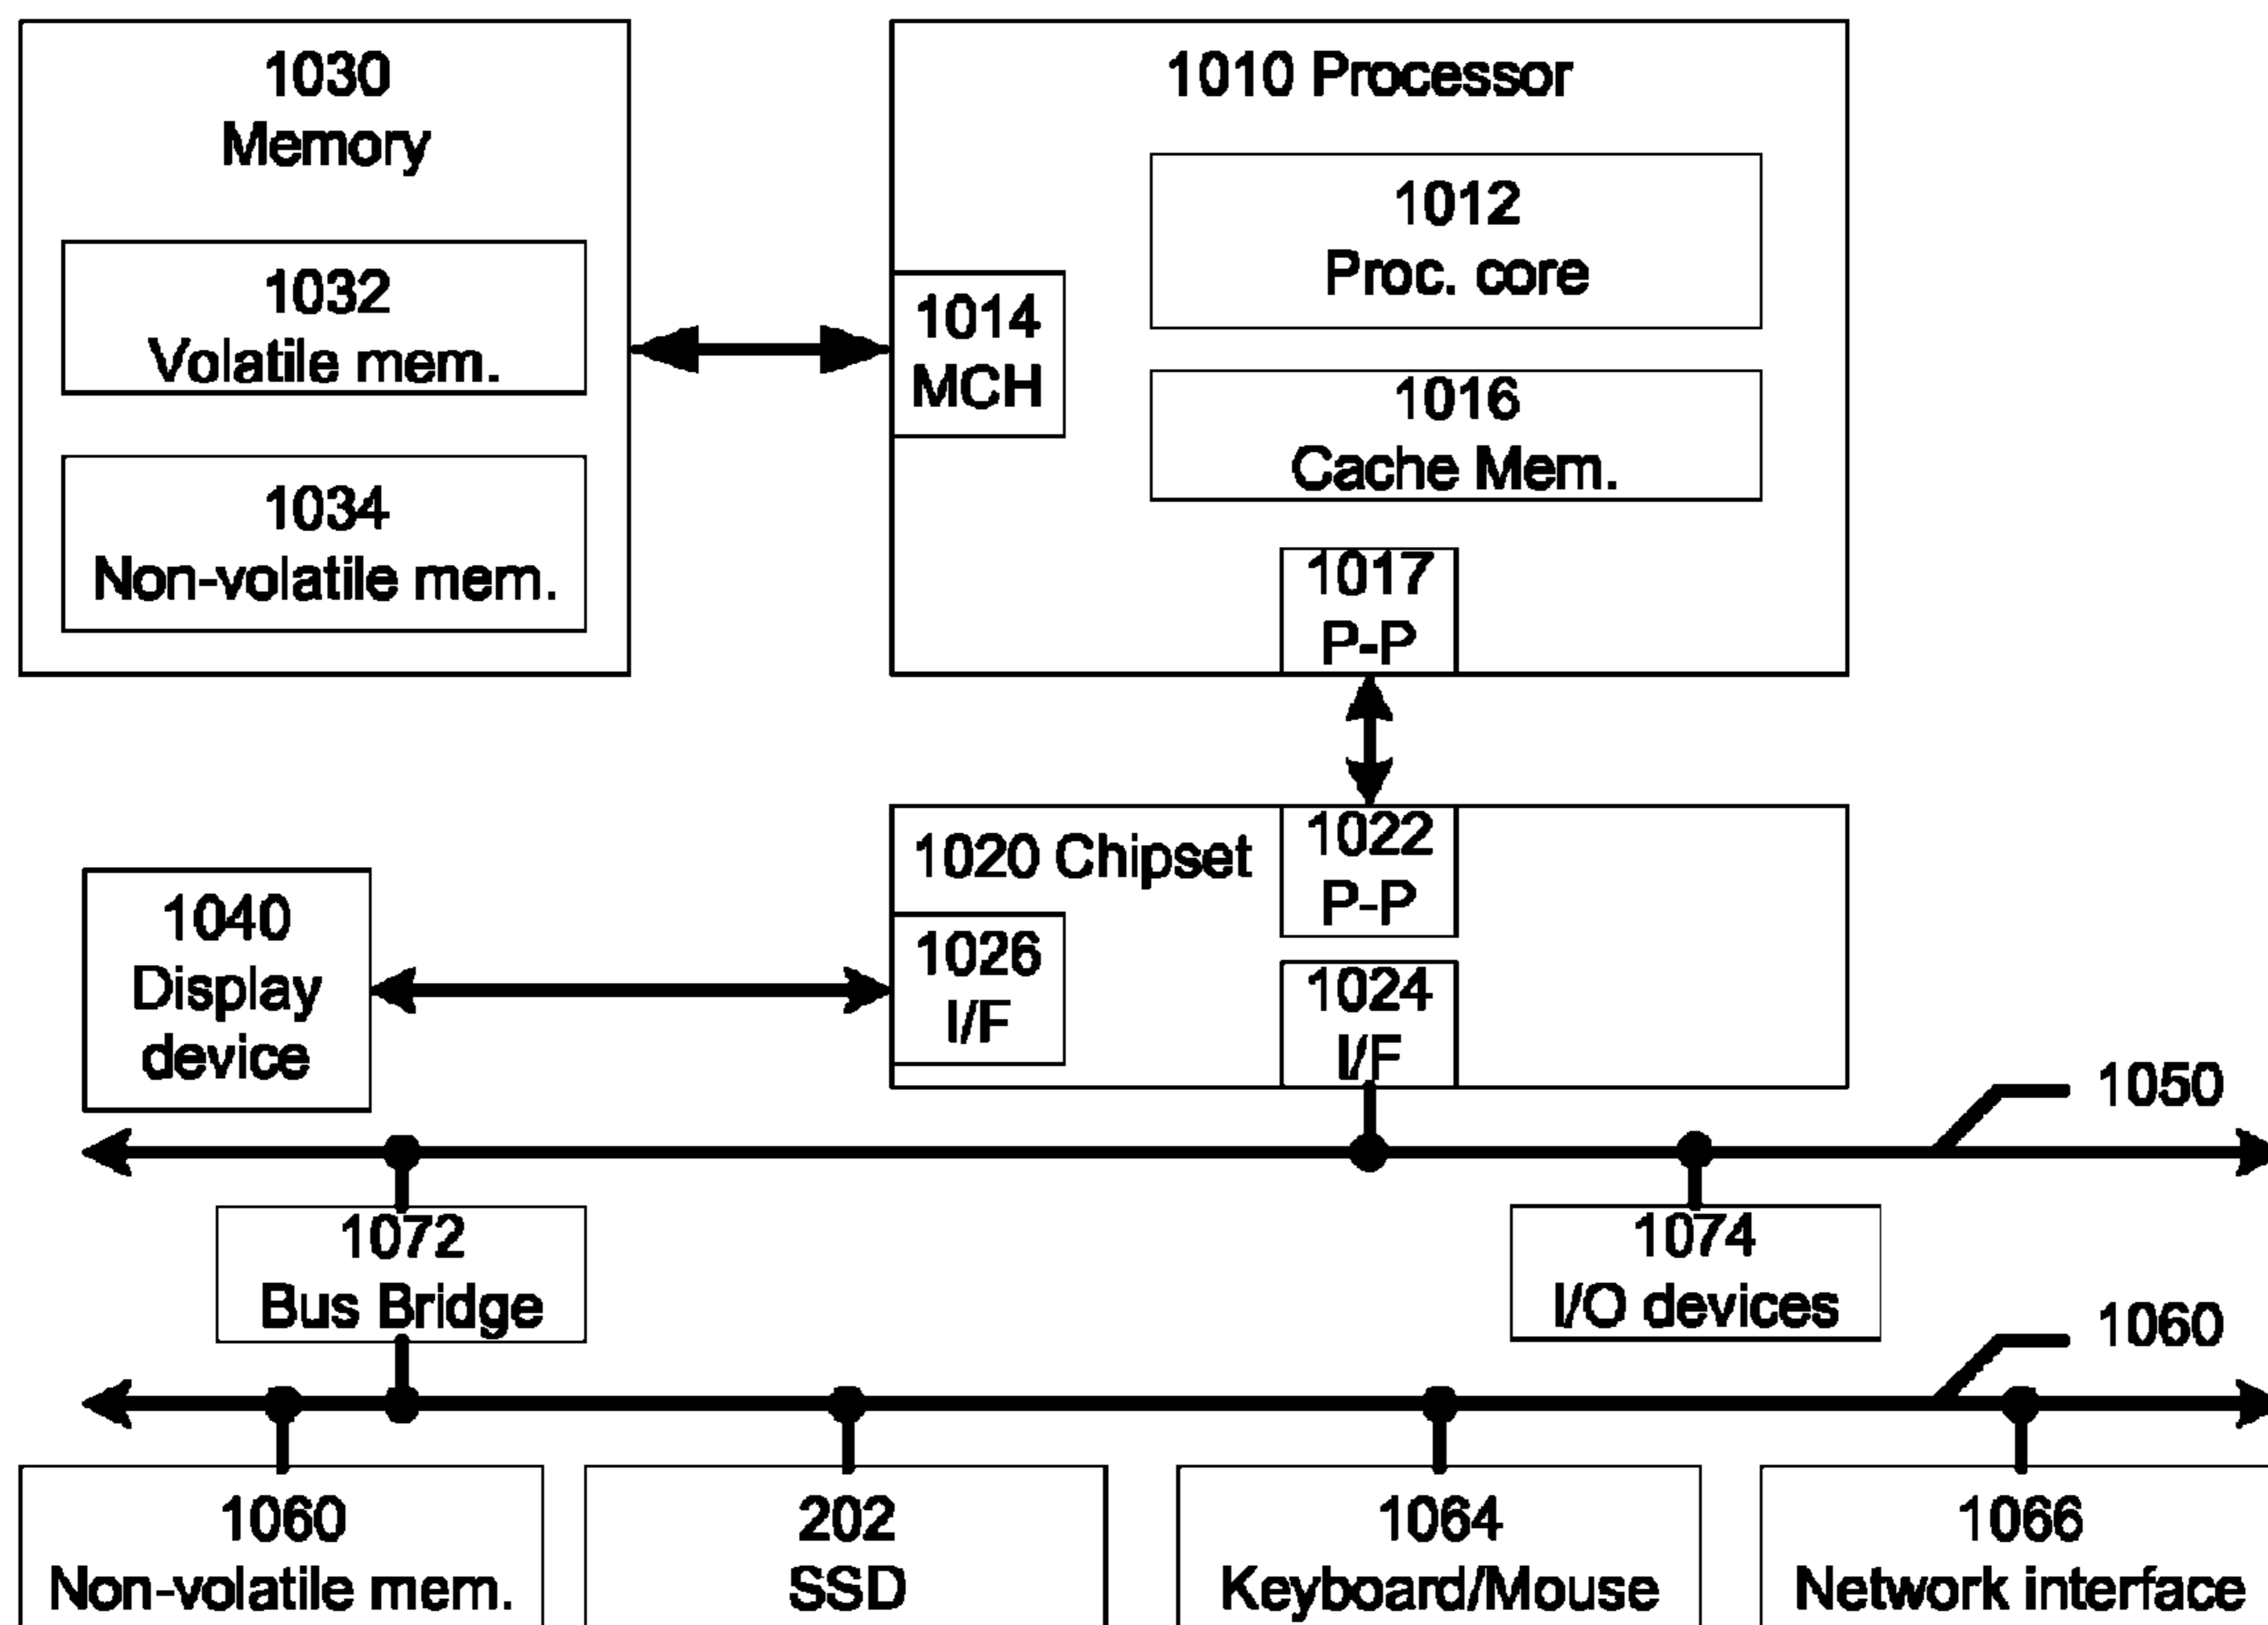 1030
Memory
1032
Volatile mem.
1034
Non-volatile mem.
1010 Processor
1012
Proc. core
1014
MCH
1016
Cache Mem.
1017
P-P
1020 Chipset
1022
P-P
1026
I/F
1024
I/F
1040
Display
device
1050
1072
Bus Bridge
1074
I/O devices
1060
1060
Non-volatile mem.
202
SSD
1064
Keyboard/Mouse
1066
Network interface